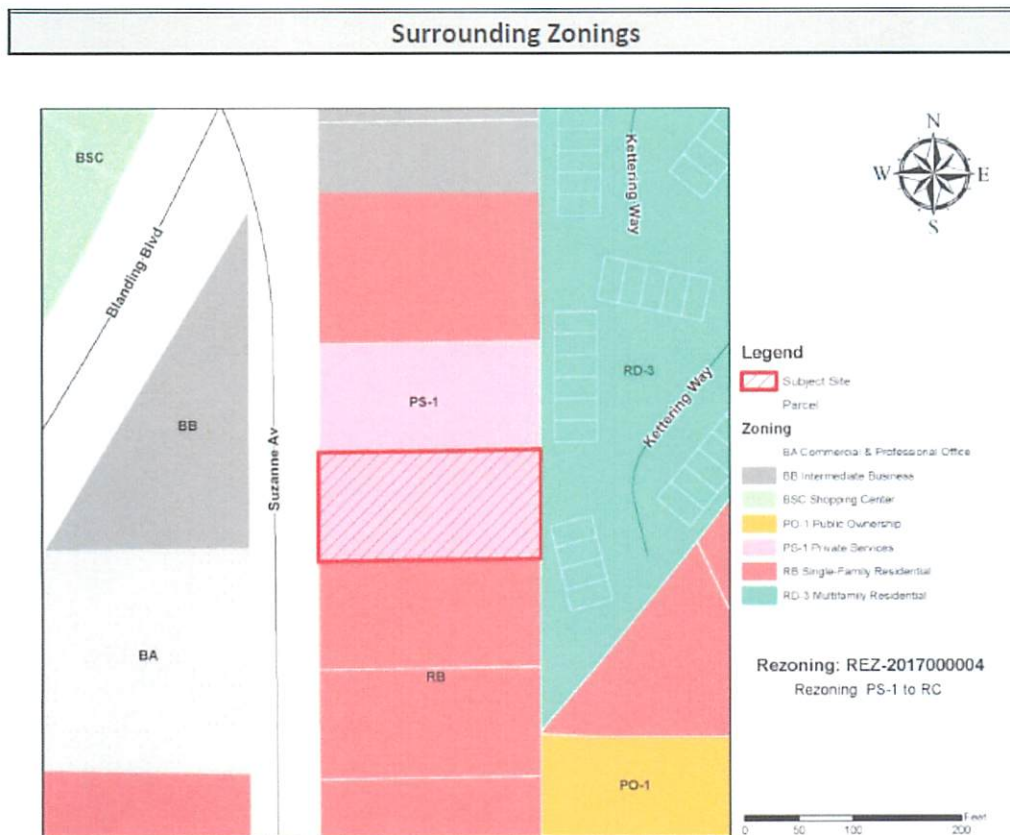 Surrounding Zonings
N
W
E
S
BSC
Blanding Blvd
Kettering Way
BB
Suzanne Av
PS-1
RD-3
Kettering Way
BA
RB
PO-1
Legend
Subject Site
Parcel
Zoning
BA Commercial & Professional Office
BB Intermediate Business
BSC Shopping Center
PO-1 Public Ownership
PS-1 Private Services
RB Single-Family Residential
RD-3 Multifamily Residential
Rezoning: REZ-2017000004
Rezoning PS-1 to RC
Feet
0 50 100 200